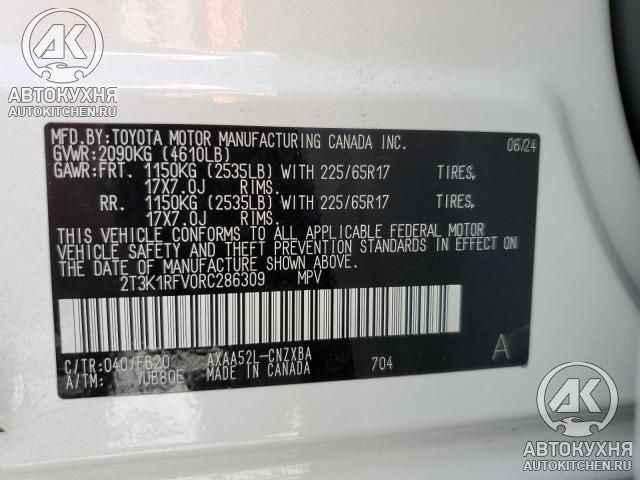 AK
АВТОКУХНЯ
AUTOKITCHEN.RU
MFD.BY:TOYOTA MOTOR MANUFACTURING CANADA INC. 06/24
GVWR:2090KG (4610LB)
GAWR:FRT. 1150KG (2535LB) WITH 225/65R17 TIRES,
17X7.0J RIMS.
RR. 1150KG (2535LB) WITH 225/65R17 TIRES,
17X7.0J RIMS.
THIS VEHICLE CONFORMS TO ALL APPLICABLE FEDERAL MOTOR
VEHICLE SAFETY AND THEFT PREVENTION STANDARDS IN EFFECT ON
THE DATE OF MANUFACTURE SHOWN ABOVE.
2T3K1RFV0RC286309 MPV
C/TR:040/FB20 AXAA52L-CNZXBA 704 A
A/TM: /UB80E MADE IN CANADA
AK
АВТОКУХНЯ
AUTOKITCHEN.RU